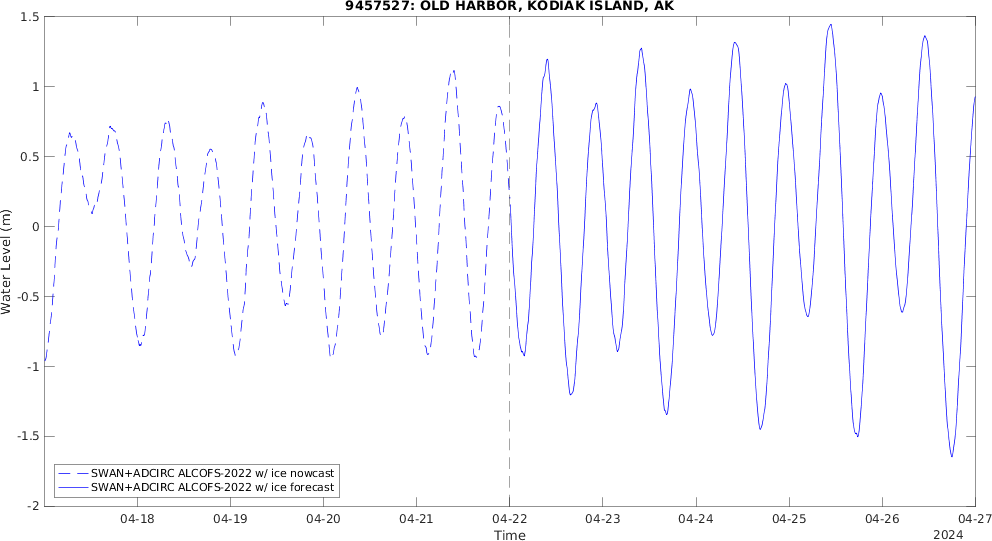 9457527: OLD HARBOR, KODIAK ISLAND, AK
1.5
1
0.5
0
-0.5
-1
-1.5
-2
Water Level (m)
SWAN+ADCIRC ALCOFS-2022 w/ ice nowcast
SWAN+ADCIRC ALCOFS-2022 w/ ice forecast
04-18 04-19 04-20 04-21 04-22 04-23 04-24 04-25 04-26 04-27
Time
2024